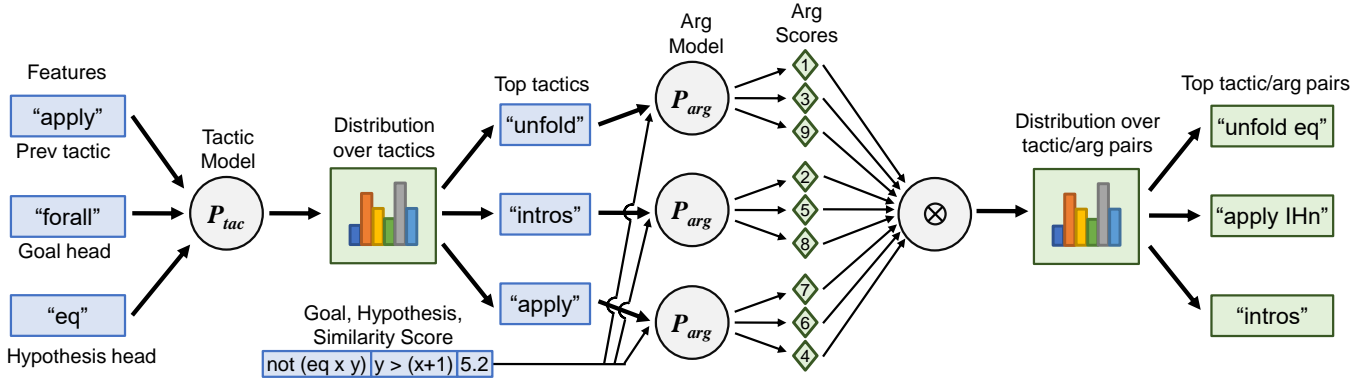 Features
“apply”
Prev tactic
“forall”
Goal head
“eq”
Hypothesis head
Tactic
Model
P_tac
Distribution
over tactics
Top tactics
“unfold”
“intros”
“apply”
Goal, Hypothesis,
Similarity Score
not (eq x y) y > (x+1) 5.2
Arg
Model
P_arg
P_arg
P_arg
Arg
Scores
1
3
9
2
5
8
7
6
4
⊗
Distribution over
tactic/arg pairs
Top tactic/arg pairs
“unfold eq”
“apply IHn”
“intros”